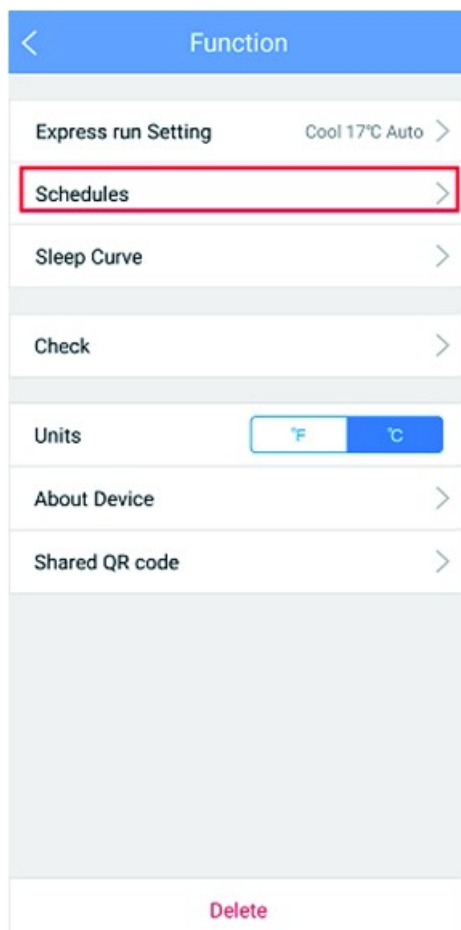 Function
Express run Setting Cool 17℃ Auto
Schedules
Sleep Curve
Check
Units ℉ ℃
About Device
Shared QR code
Delete